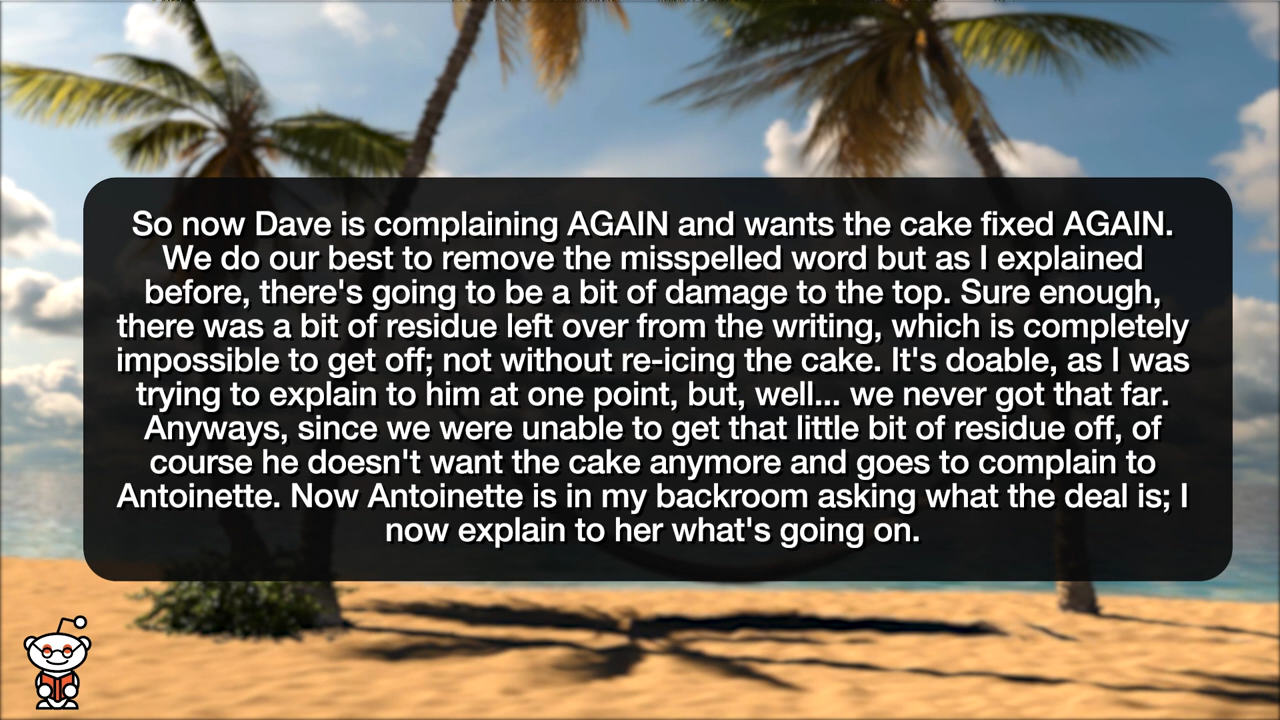 So now Dave is complaining AGAIN and wants the cake fixed AGAIN.
We do our best to remove the misspelled word but as I explained
before, there's going to be a bit of damage to the top. Sure enough,
there was a bit of residue left over from the writing, which is completely
impossible to get off; not without re-icing the cake. It's doable, as I was
trying to explain to him at one point, but, well... we never got that far.
Anyways, since we were unable to get that little bit of residue off, of
course he doesn't want the cake anymore and goes to complain to
Antoinette. Now Antoinette is in my backroom asking what the deal is; I
now explain to her what's going on.